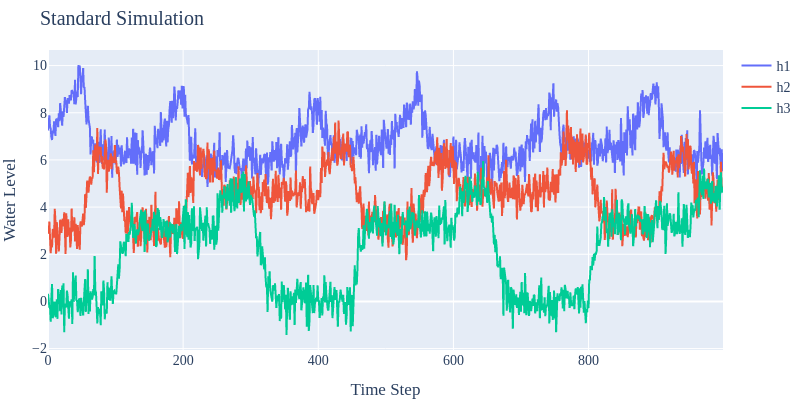 Standard Simulation
10
8
6
4
2
0
−2
0 200 400 600 800
Water Level
Time Step
h1
h2
h3